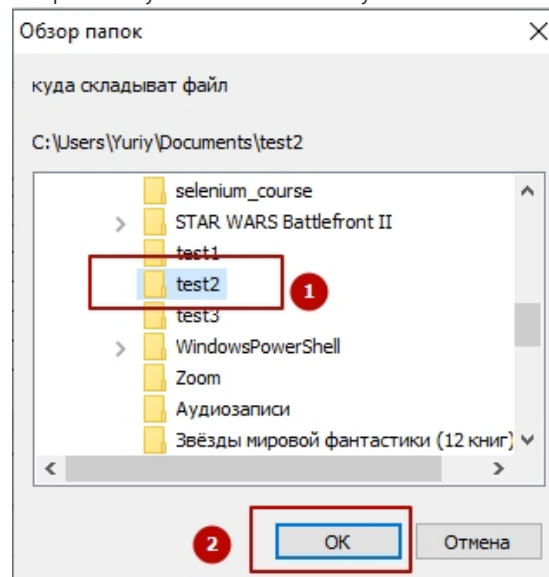 Обзор папок
куда складыват файл
C:\Users\Yuriy\Documents\test2
selenium_course
STAR WARS Battlefront II
test1
test2
1
test3
WindowsPowerShell
Zoom
Аудиозаписи
Звёзды мировой фантастики (12 книг)
2
ОК
Отмена